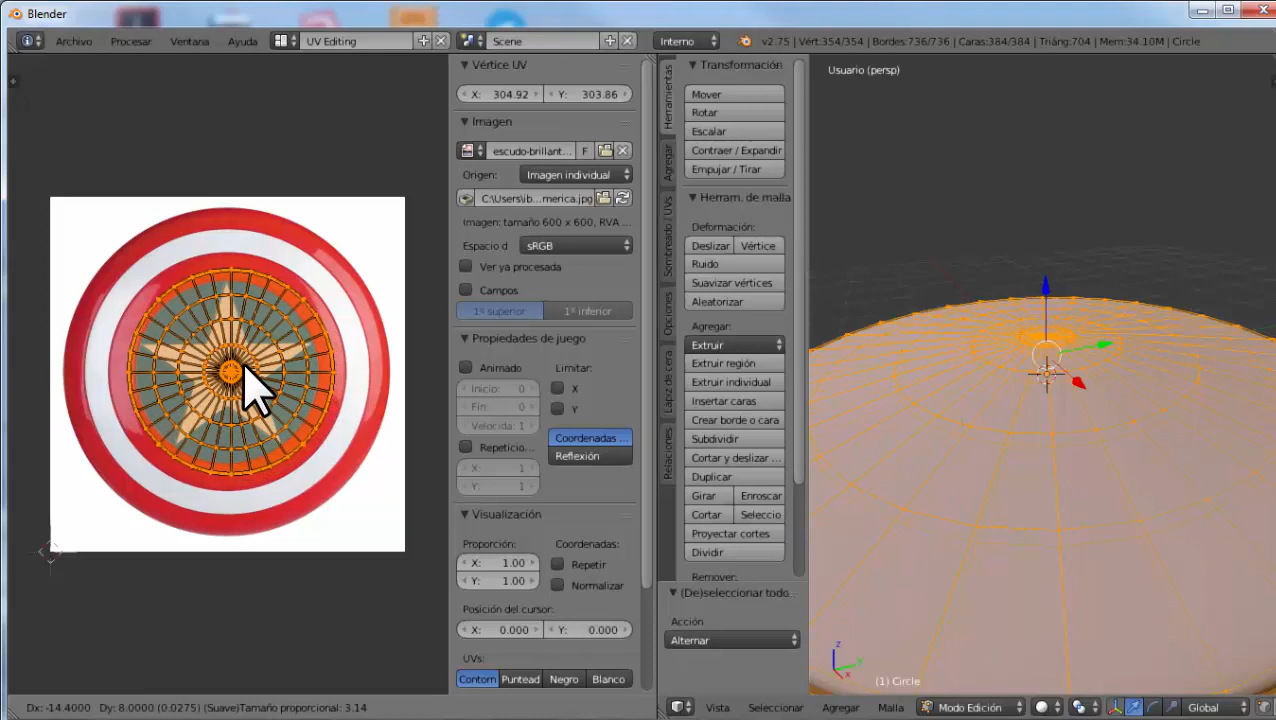 Blender
Archivo Procesar Ventana Ayuda UV Editing Scene Interno v2.75 | Vért:354/354 | Bordes:736/736 | Caras:384/384 | Triáng:704 | Mem:34.10M | Circle
Vértice UV
X: 304.92 Y: 303.86
Imagen
escudo-brillant... F
Origen: Imagen individual
C:\Users\ib...merica.jpg
Imagen: tamaño 600 x 600, RVA ...
Espacio d sRGB
Ver ya procesada
Campos
1º superior 1º inferior
Propiedades de juego
Animado Limitar:
Inicio: 0 X
Fin: 0 Y
Velocida: 1
Coordenadas ...
Repeticio... Reflexión
X: 1
Y: 1
Visualización
Proporción: Coordenadas:
X: 1.00 Repetir
Y: 1.00 Normalizar
Posición del cursor:
X: 0.000 Y: 0.000
UVs:
Contorn Puntead Negro Blanco
Herramientas
Agregar
Sombreado / UVs
Opciones
Lápiz de cera
Relaciones
Transformación
Mover
Rotar
Escalar
Contraer / Expandir
Empujar / Tirar
Herram. de malla
Deformación:
Deslizar Vértice
Ruido
Suavizar vértices
Aleatorizar
Agregar:
Extruir
Extruir región
Extruir individual
Insertar caras
Crear borde o cara
Subdividir
Cortar y deslizar ...
Duplicar
Girar Enroscar
Cortar Seleccio
Proyectar cortes
Dividir
Remover:
(De)seleccionar todo..
Acción
Alternar
Usuario (persp)
z
y
x
(1) Circle
Dx: -14.4000 Dy: 8.0000 (0.0275) (Suave)Tamaño proporcional: 3.14
Vista Seleccionar Agregar Malla Modo Edición Global